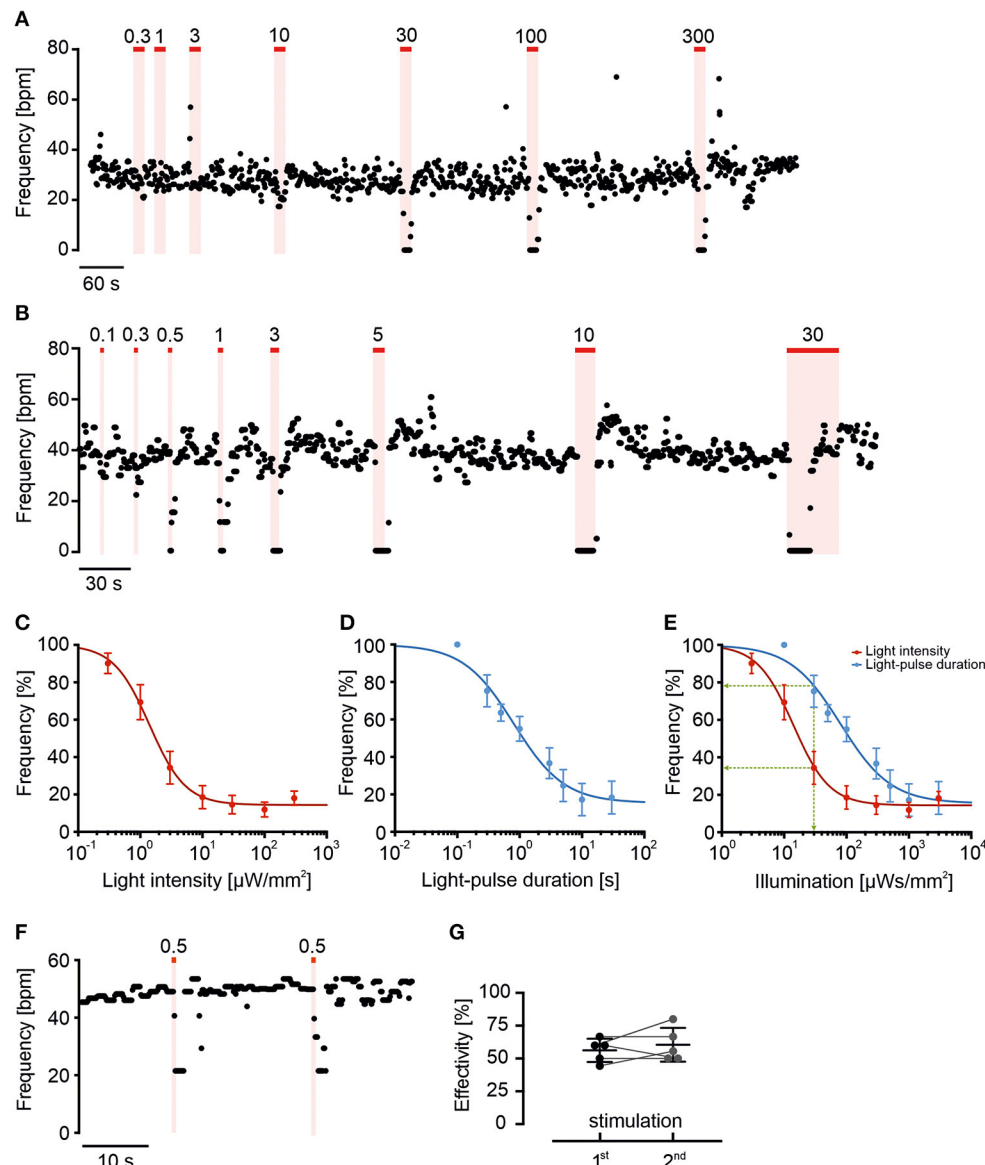 A
0.3 1 3 10 30 100 300
80
60
40
20
0
Frequency [bpm]
60 s
B
0.1 0.3 0.5 1 3 5 10 30
80
60
40
20
0
Frequency [bpm]
30 s
C
100
80
60
40
20
0
Frequency [%]
10⁻¹ 10⁰ 10¹ 10² 10³
Light intensity [µW/mm²]
D
100
80
60
40
20
0
Frequency [%]
10⁻² 10⁻¹ 10⁰ 10¹ 10²
Light-pulse duration [s]
E
Light intensity
Light-pulse duration
100
80
60
40
20
0
Frequency [%]
10⁰ 10¹ 10² 10³ 10⁴
Illumination [µWs/mm²]
F
0.5 0.5
60
40
20
0
Frequency [bpm]
10 s
G
100
75
50
25
0
Effectivity [%]
stimulation
1st 2nd